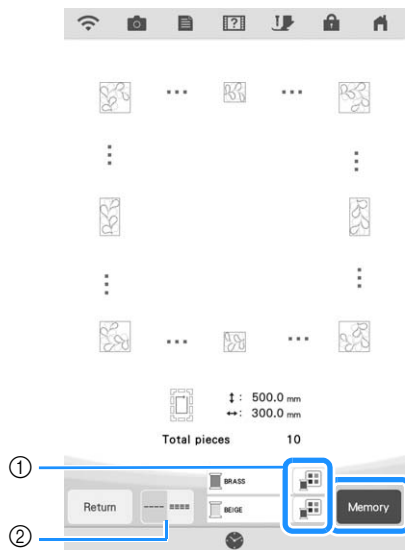 ?
500.0 mm
300.0 mm
Total pieces 10
①
BRASS
Return
BEIGE
Memory
②